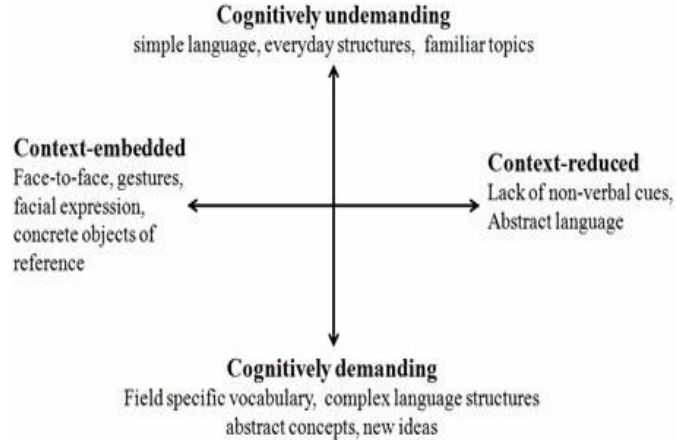 Cognitively undemanding
simple language, everyday structures, familiar topics
Context-embedded
Face-to-face, gestures,
facial expression,
concrete objects of
reference
Context-reduced
Lack of non-verbal cues,
Abstract language
Cognitively demanding
Field specific vocabulary, complex language structures
abstract concepts, new ideas